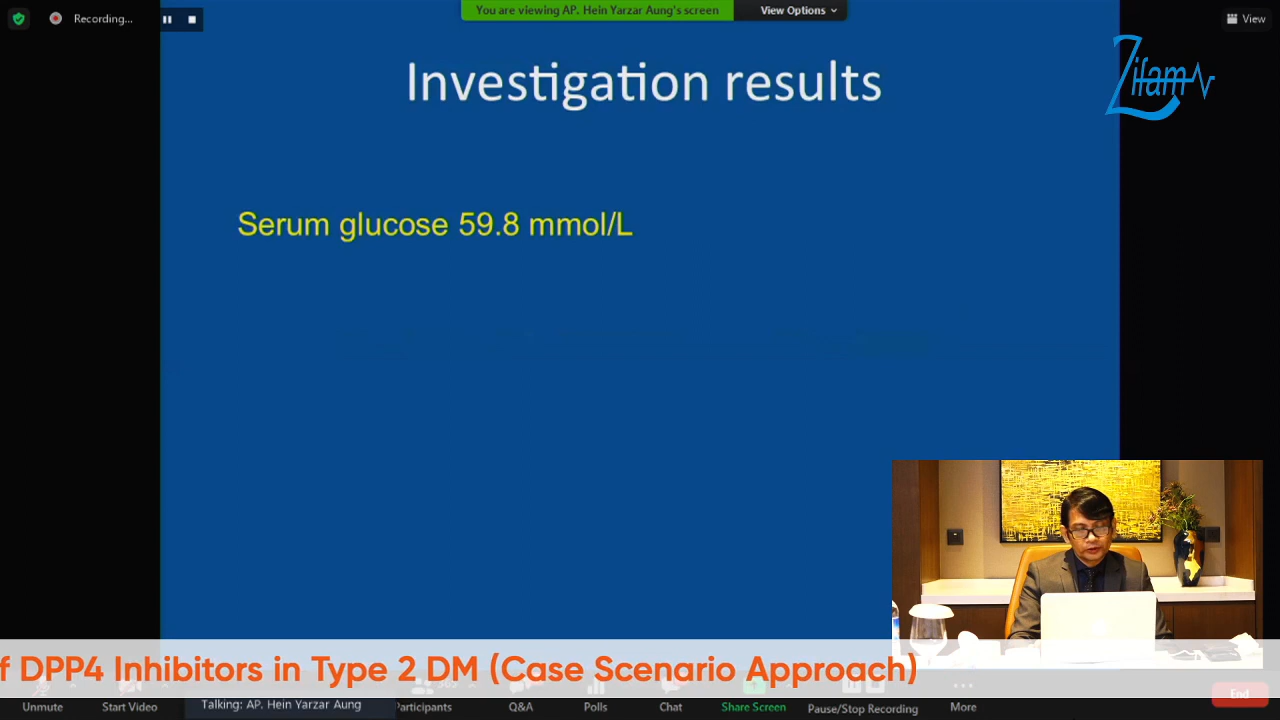 Recording...
You are viewing AP. Hein Yarzar Aung's screen
View Options
View
Zifam
Investigation results
Serum glucose 59.8 mmol/L
f DPP4 Inhibitors in Type 2 DM (Case Scenario Approach)
Unmute
Start Video
Talking: AP. Hein Yarzar Aung
Participants
Q&A
Polls
Chat
Share Screen
Pause/Stop Recording
More
End